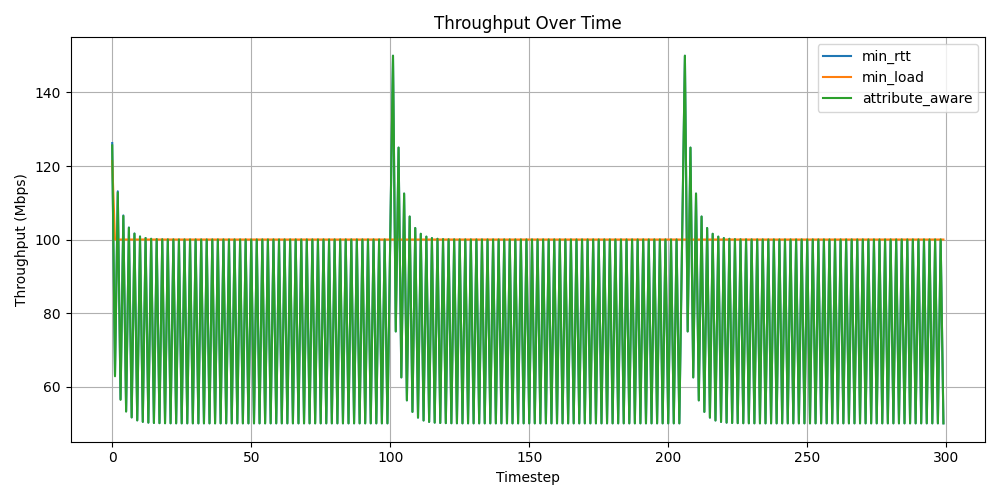 Throughput Over Time
min_rtt
min_load
attribute_aware
140
120
100
80
60
Throughput (Mbps)
0 50 100 150 200 250 300
Timestep